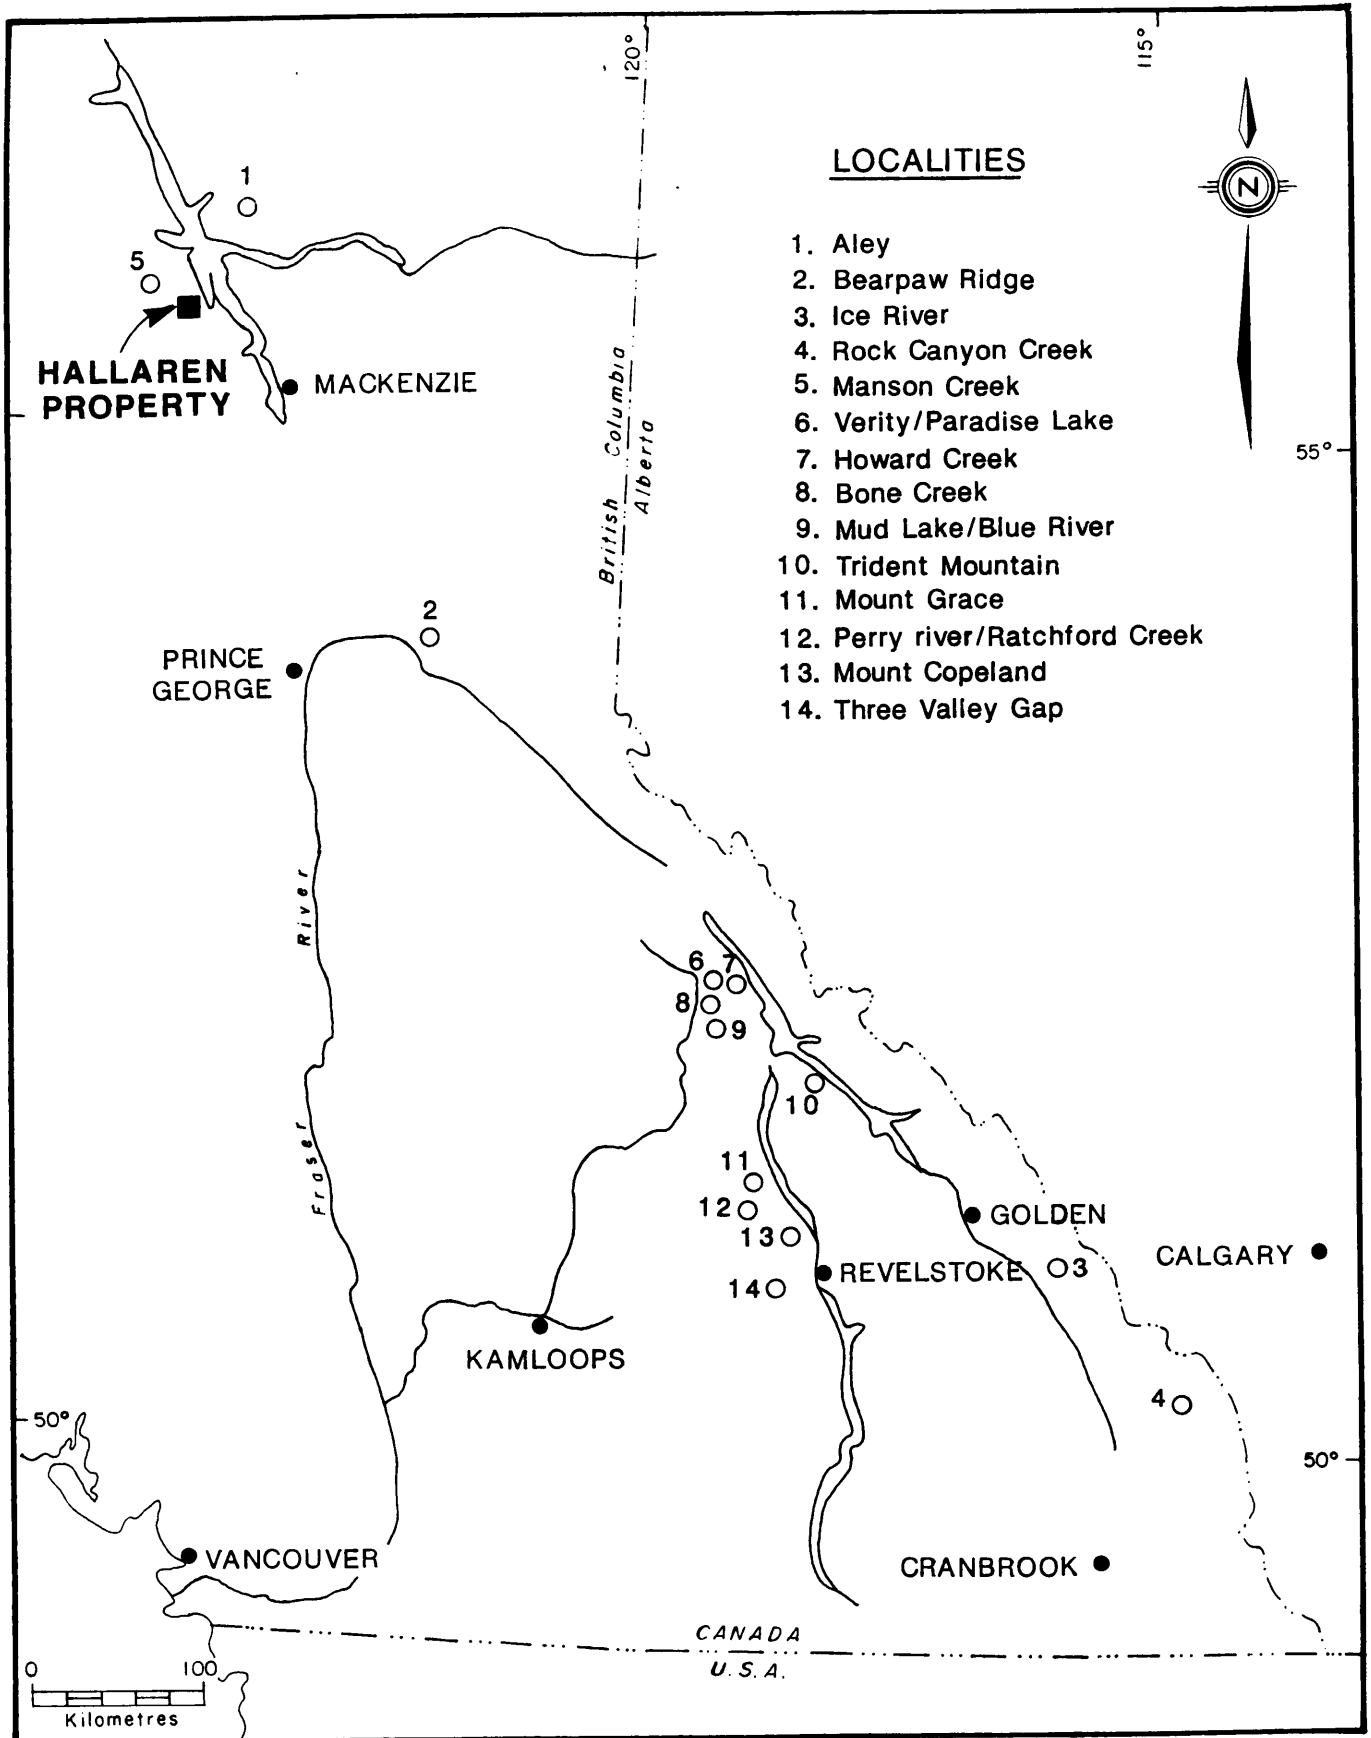 120°
115°
LOCALITIES
N
1. Aley
2. Bearpaw Ridge
3. Ice River
4. Rock Canyon Creek
5. Manson Creek
6. Verity/Paradise Lake
7. Howard Creek
8. Bone Creek
9. Mud Lake/Blue River
10. Trident Mountain
11. Mount Grace
12. Perry river/Ratchford Creek
13. Mount Copeland
14. Three Valley Gap
1
5
HALLAREN
PROPERTY
MACKENZIE
British Columbia
Alberta
55°
2
PRINCE
GEORGE
Fraser River
6
7
8
9
10
11
12
13
14
GOLDEN
REVELSTOKE
3
CALGARY
KAMLOOPS
4
50°
50°
VANCOUVER
CRANBROOK
CANADA
U.S.A.
0 100
Kilometres